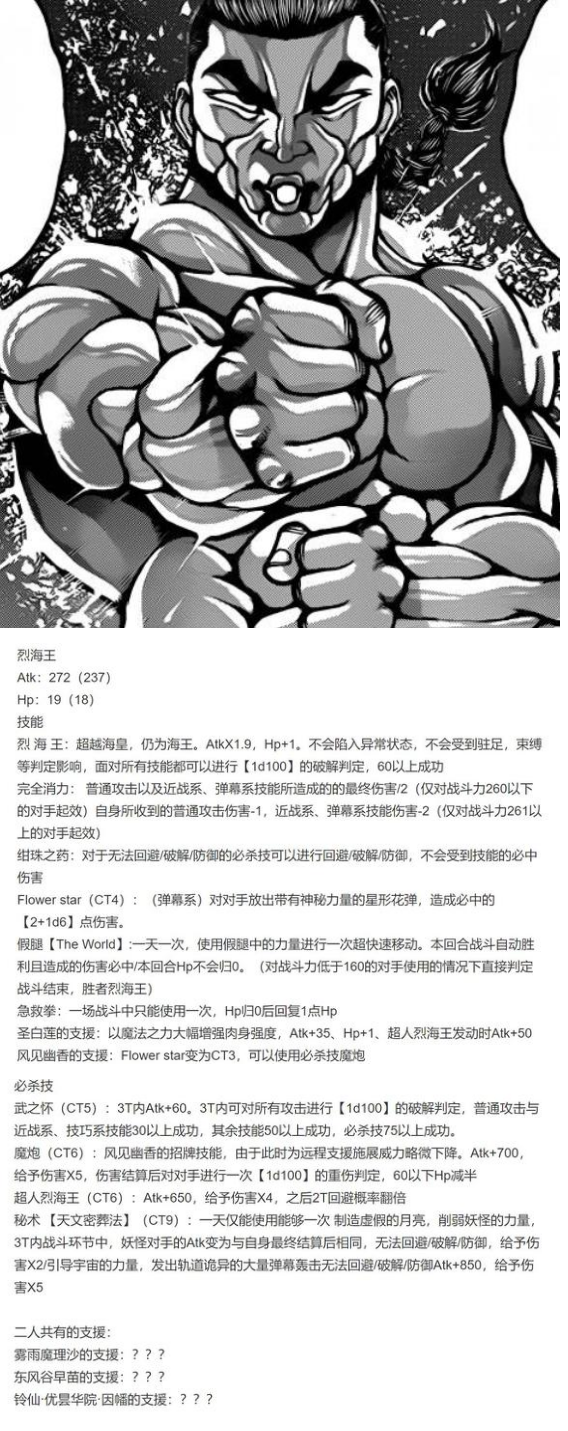 烈海王
Atk：272（237）
Hp：19（18）
技能
烈 海 王：超越海皇，仍为海王。AtkX1.9，Hp+1。不会陷入异常状态，不会受到驻足，束缚
等判定影响，面对所有技能都可以进行【1d100】的破解判定，60以上成功
完全消力： 普通攻击以及近战系、弹幕系技能所造成的的最终伤害/2（仅对战斗力260以下
的对手起效）自身所收到的普通攻击伤害-1，近战系、弹幕系技能伤害-2（仅对战斗力261以
上的对手起效）
绀珠之药：对于无法回避/破解/防御的必杀技可以进行回避/破解/防御，不会受到技能的必中
伤害
Flower star（CT4）：（弹幕系）对对手放出带有神秘力量的星形花弹，造成必中的
【2+1d6】点伤害。
假腿【The World】:一天一次，使用假腿中的力量进行一次超快速移动。本回合战斗自动胜
利且造成的伤害必中/本回合Hp不会归0。（对战斗力低于160的对手使用的情况下直接判定
战斗结束，胜者烈海王）
急救拳：一场战斗中只能使用一次，Hp归0后回复1点Hp
圣白莲的支援：以魔法之力大幅增强肉身强度，Atk+35、Hp+1、超人烈海王发动时Atk+50
风见幽香的支援：Flower star变为CT3，可以使用必杀技魔炮
必杀技
武之怀（CT5）：3T内Atk+60。3T内可对所有攻击进行【1d100】的破解判定，普通攻击与
近战系、技巧系技能30以上成功，其余技能50以上成功，必杀技75以上成功。
魔炮（CT6）：风见幽香的招牌技能，由于此时为远程支援施展威力略微下降。Atk+700，
给予伤害X5，伤害结算后对对手进行一次【1d100】的重伤判定，60以下Hp减半
超人烈海王（CT6）：Atk+650，给予伤害X4，之后2T回避概率翻倍
秘术 【天文密葬法】（CT9）：一天仅能使用能够一次 制造虚假的月亮，削弱妖怪的力量，
3T内战斗环节中，妖怪对手的Atk变为与自身最终结算后相同，无法回避/破解/防御，给予伤
害X2/引导宇宙的力量，发出轨道诡异的大量弹幕轰击无法回避/破解/防御Atk+850，给予伤
害X5
二人共有的支援：
雾雨魔理沙的支援：？？？
东风谷早苗的支援：？？？
铃仙·优昙华院·因幡的支援：？？？